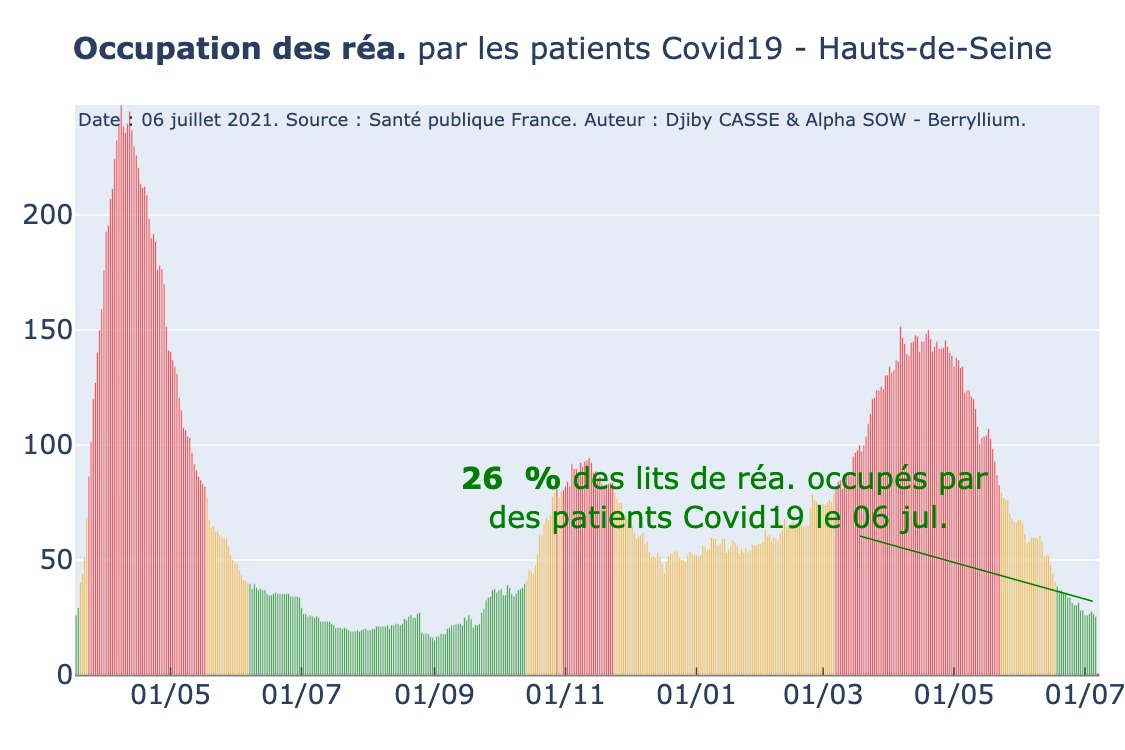 Occupation des réa. par les patients Covid19 - Hauts-de-Seine
Date : 06 juillet 2021. Source : Santé publique France. Auteur : Djiby CASSE & Alpha SOW - Berryllium.
200
150
100
50
0
26 % des lits de réa. occupés par
des patients Covid19 le 06 jul.
01/05 01/07 01/09 01/11 01/01 01/03 01/05 01/07